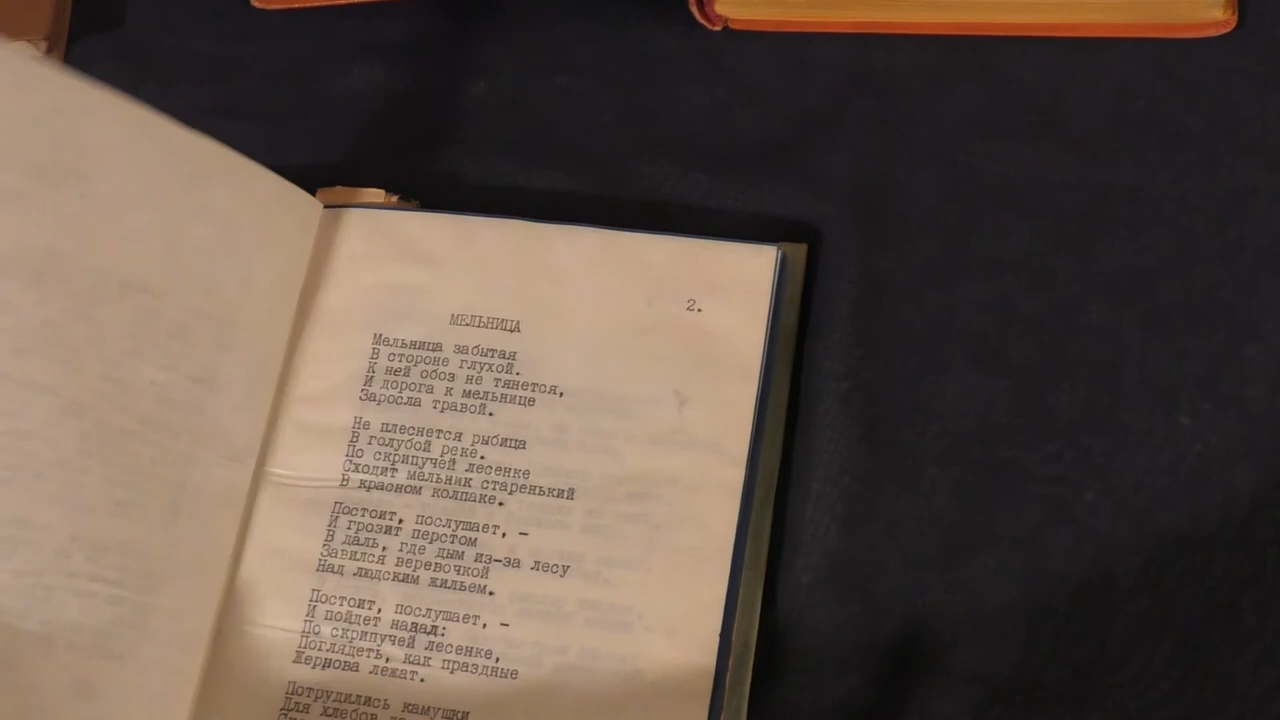 2.
МЕЛЬНИЦА
Мельница забытая
В стороне глухой.
К ней обоз не тянется,
И дорога к мельнице
Заросла травой.
Не плеснется рыбица
В голубой реке.
По скрипучей лесенке
Сходит мельник старенький
В красном колпаке.
Постоит, послушает, –
И грозит перстом
В даль, где дым из-за лесу
Завился веревочкой
Над людским жильем.
Постоит, послушает, –
И пойдет назад:
По скрипучей лесенке,
Поглядеть, как праздные
Жернова лежат.
Потрудились камушки
Для хлебов